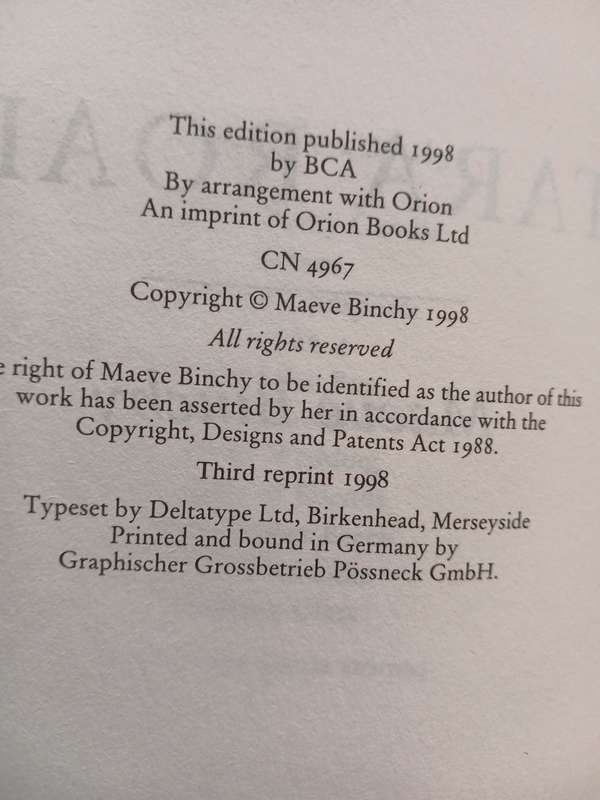 This edition published 1998
by BCA
By arrangement with Orion
An imprint of Orion Books Ltd
CN 4967
Copyright © Maeve Binchy 1998
All rights reserved
right of Maeve Binchy to be identified as the author of this
work has been asserted by her in accordance with the
Copyright, Designs and Patents Act 1988.
Third reprint 1998
Typeset by Deltatype Ltd, Birkenhead, Merseyside
Printed and bound in Germany by
Graphischer Grossbetrieb Pössneck GmbH.